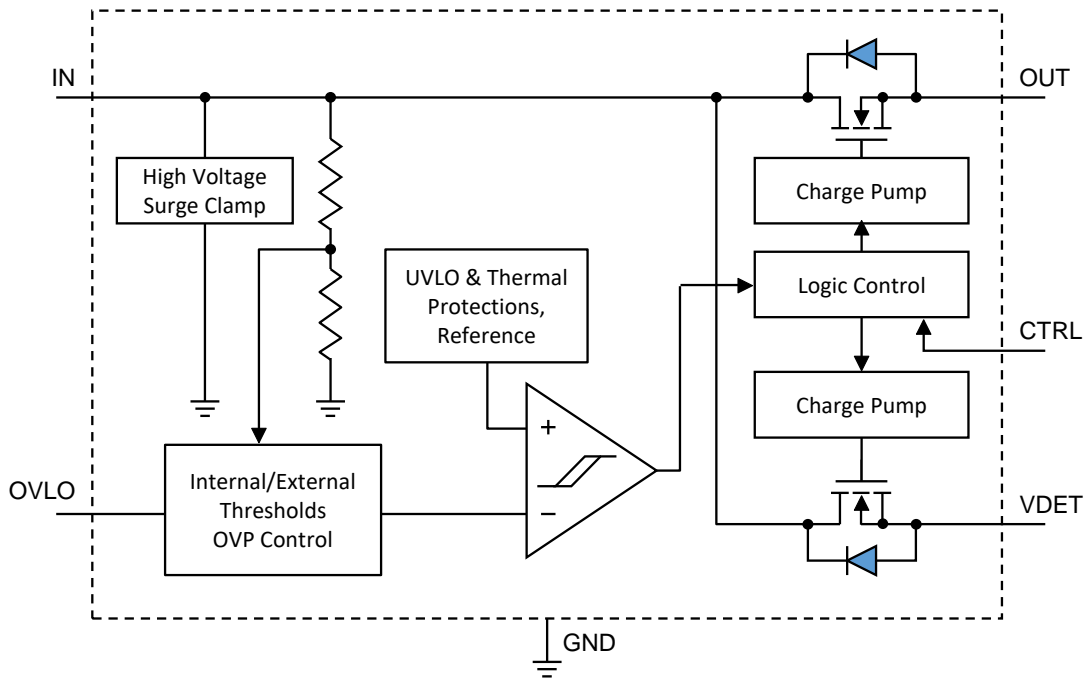 IN
OUT
High Voltage
Surge Clamp
Charge Pump
UVLO & Thermal
Protections,
Reference
Logic Control
CTRL
Charge Pump
+
−
OVLO
Internal/External
Thresholds
OVP Control
VDET
GND